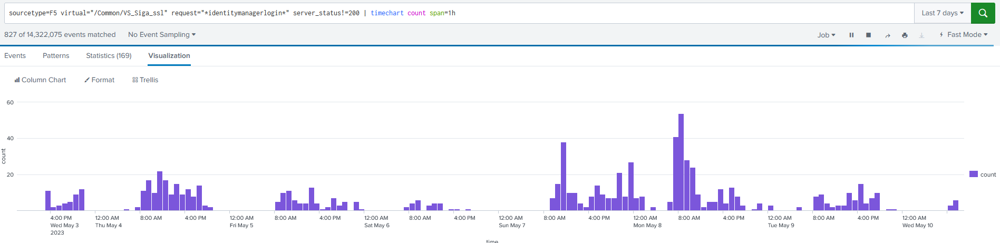 sourcetype=F5 virtual="/Common/VS_Siga_ssl" request="*identitymanagerlogin*" server_status!=200 | timechart count span=1h
Last 7 days
827 of 14,322,075 events matched No Event Sampling
Job Fast Mode
Events Patterns Statistics (169) Visualization
Column Chart Format Trellis
60
40
20
count
count
4:00 PM 12:00 AM 8:00 AM 4:00 PM 12:00 AM 8:00 AM 4:00 PM 12:00 AM 8:00 AM 4:00 PM 12:00 AM 8:00 AM 4:00 PM 12:00 AM 8:00 AM 4:00 PM 12:00 AM 8:00 AM 4:00 PM 12:00 AM
Wed May 3 Thu May 4 Fri May 5 Sat May 6 Sun May 7 Mon May 8 Tue May 9 Wed May 10
2023
time